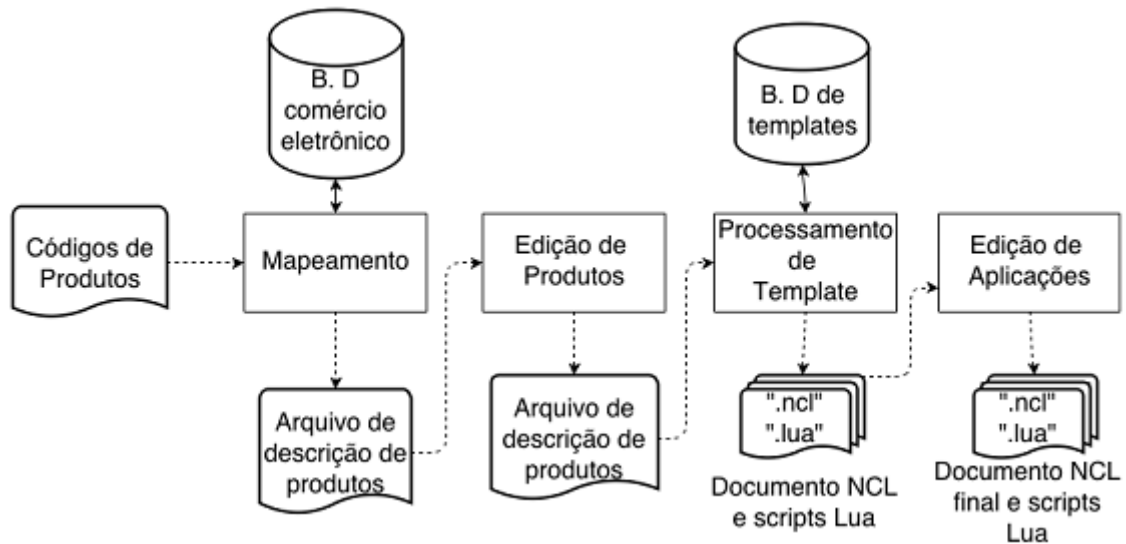 B. D
comércio
eletrônico
B. D de
templates
Códigos de
Produtos
Mapeamento
Edição de
Produtos
Processamento
de
Template
Edição de
Aplicações
Arquivo de
descrição de
produtos
Arquivo de
descrição de
produtos
".ncl"
".lua"
Documento NCL
e scripts Lua
".ncl"
".lua"
Documento NCL
final e scripts
Lua